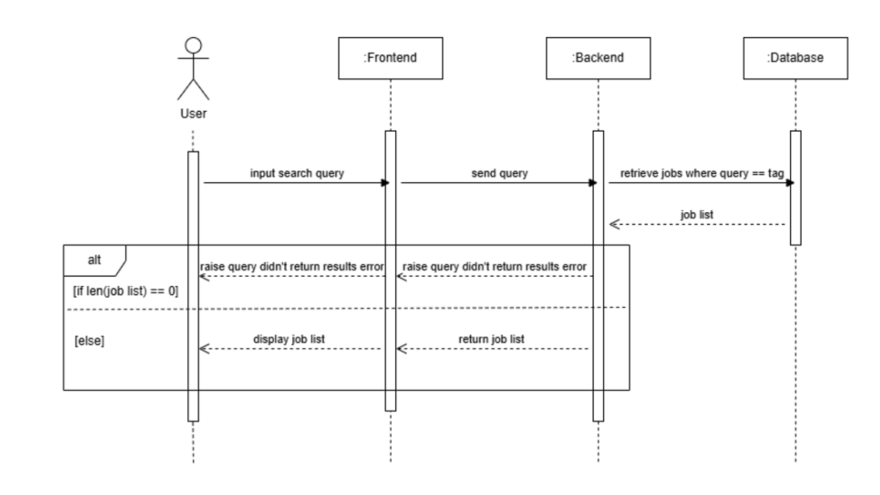 :Frontend
:Backend
:Database
User
input search query
send query
retrieve jobs where query == tag
job list
alt
raise query didn't return results error
raise query didn't return results error
[if len(job list) == 0]
[else]
display job list
return job list